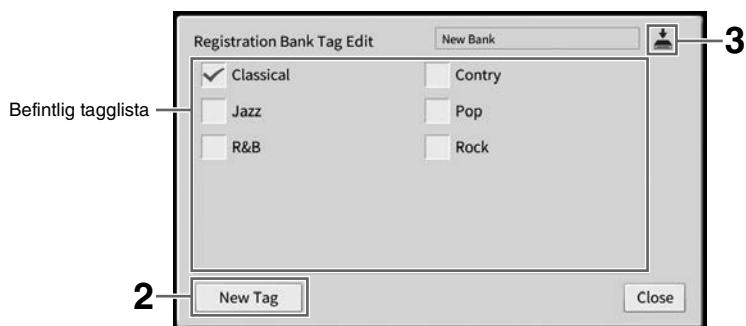 Registration Bank Tag Edit New Bank 3
Classical Contry
Befintlig tagglista Jazz Pop
R&B Rock
2 New Tag Close